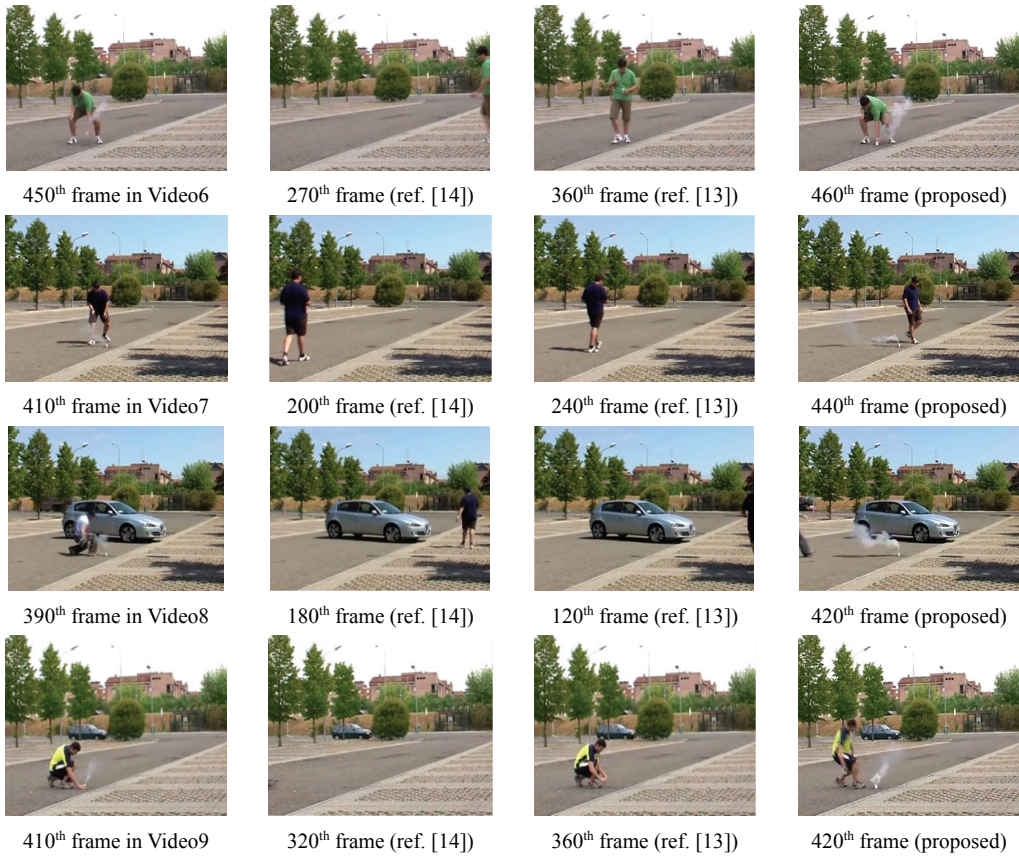 450th frame in Video6 270th frame (ref. [14]) 360th frame (ref. [13]) 460th frame (proposed)
410th frame in Video7 200th frame (ref. [14]) 240th frame (ref. [13]) 440th frame (proposed)
390th frame in Video8 180th frame (ref. [14]) 120th frame (ref. [13]) 420th frame (proposed)
410th frame in Video9 320th frame (ref. [14]) 360th frame (ref. [13]) 420th frame (proposed)